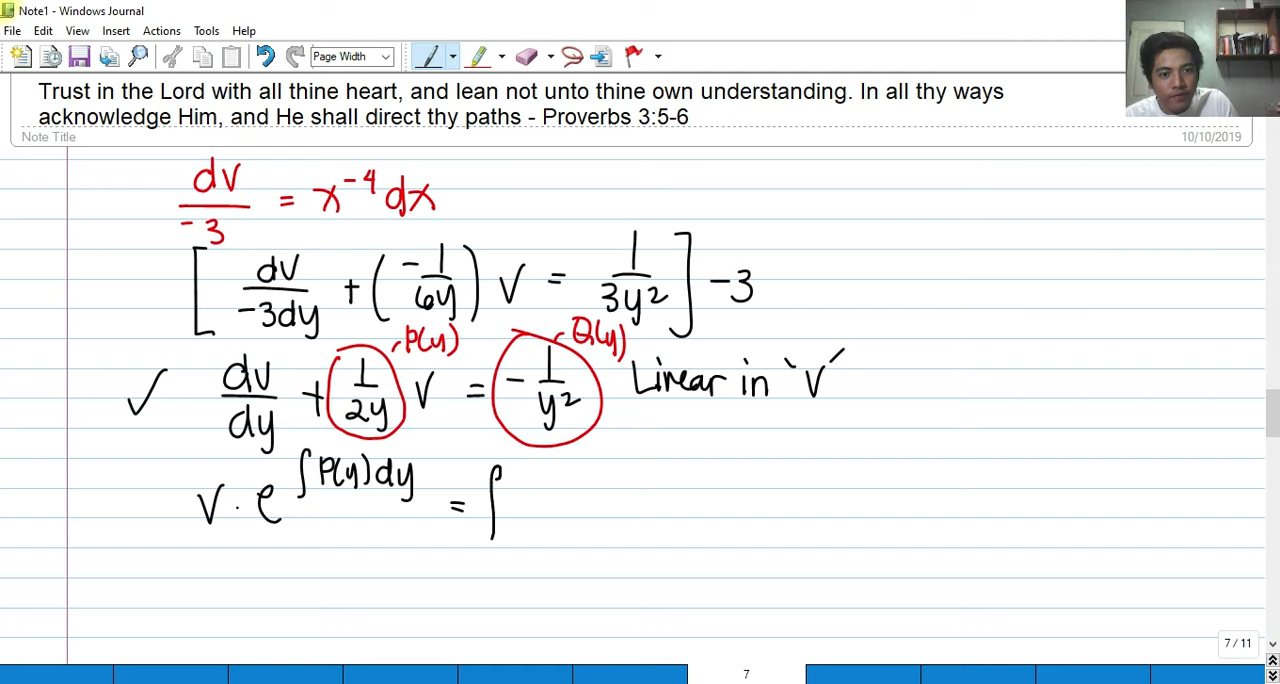 Note1 - Windows Journal
File Edit View Insert Actions Tools Help
Page Width
Trust in the Lord with all thine heart, and lean not unto thine own understanding. In all thy ways
acknowledge Him, and He shall direct thy paths - Proverbs 3:5-6
Note Title
10/10/2019
dv/-3 = x^-4 dx
[ dv/-3dy + (-1/6y) v = 1/3y² ] -3
P(y) Q(y)
✓ dv/dy + 1/2y v = - 1/y² Linear in 'v'
v · e^∫P(y)dy = ∫
7 / 11
7